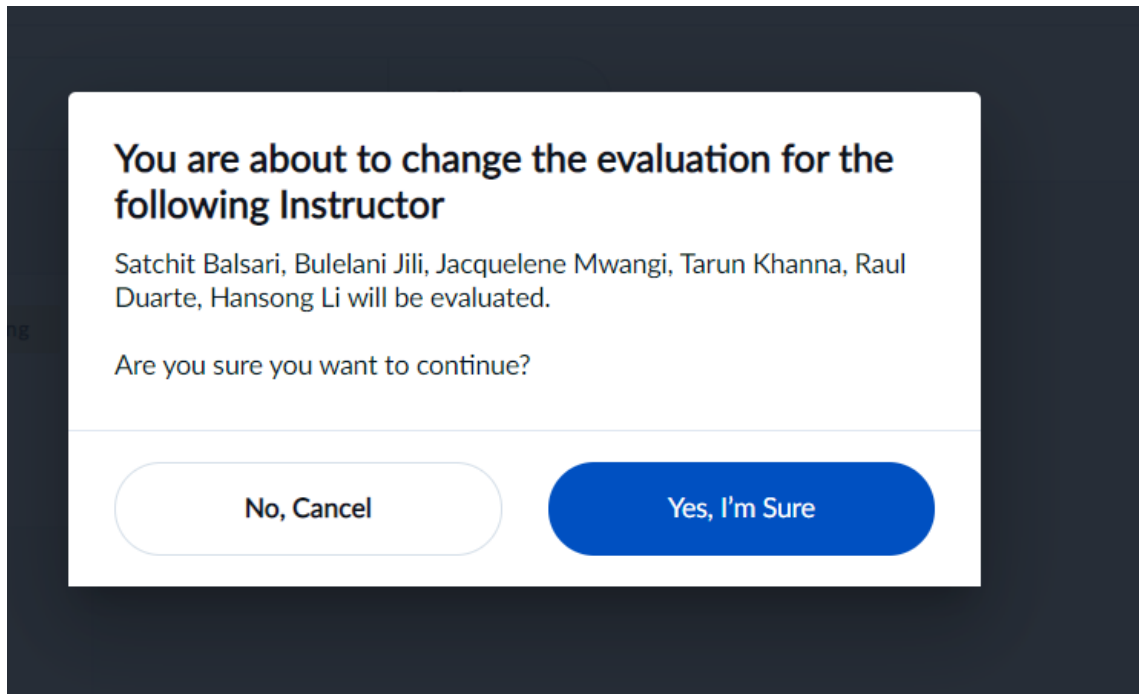 You are about to change the evaluation for the
following Instructor
Satchit Balsari, Bulelani Jili, Jacquelene Mwangi, Tarun Khanna, Raul
Duarte, Hansong Li will be evaluated.
Are you sure you want to continue?
ng
No, Cancel
Yes, I'm Sure